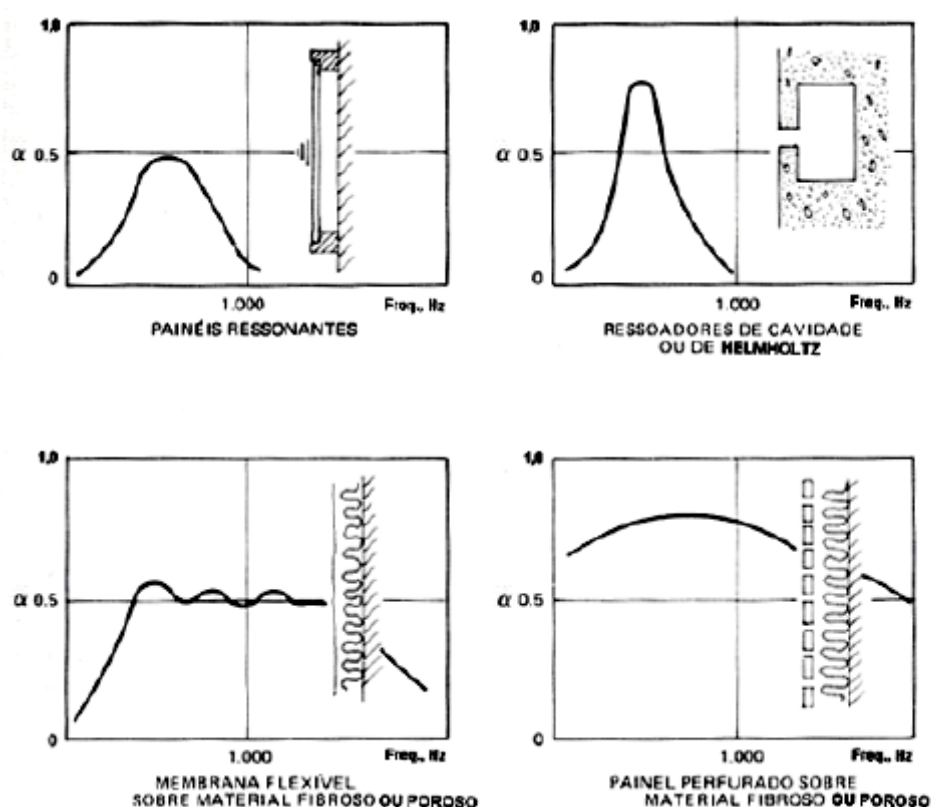 1,0
α 0.5
0
1.000
Freq., Hz
PAINÉIS RESSONANTES
1,0
α 0.5
0
1.000
Freq., Hz
RESSOADORES DE CAVIDADE
OU DE HELMHOLTZ
1,0
α 0.5
0
1.000
Freq., Hz
MEMBRANA FLEXÍVEL
SOBRE MATERIAL FIBROSO OU POROSO
1,0
α 0.5
0
1.000
Freq., Hz
PAINEL PERFURADO SOBRE
MATERIAL FIBROSO OU POROSO